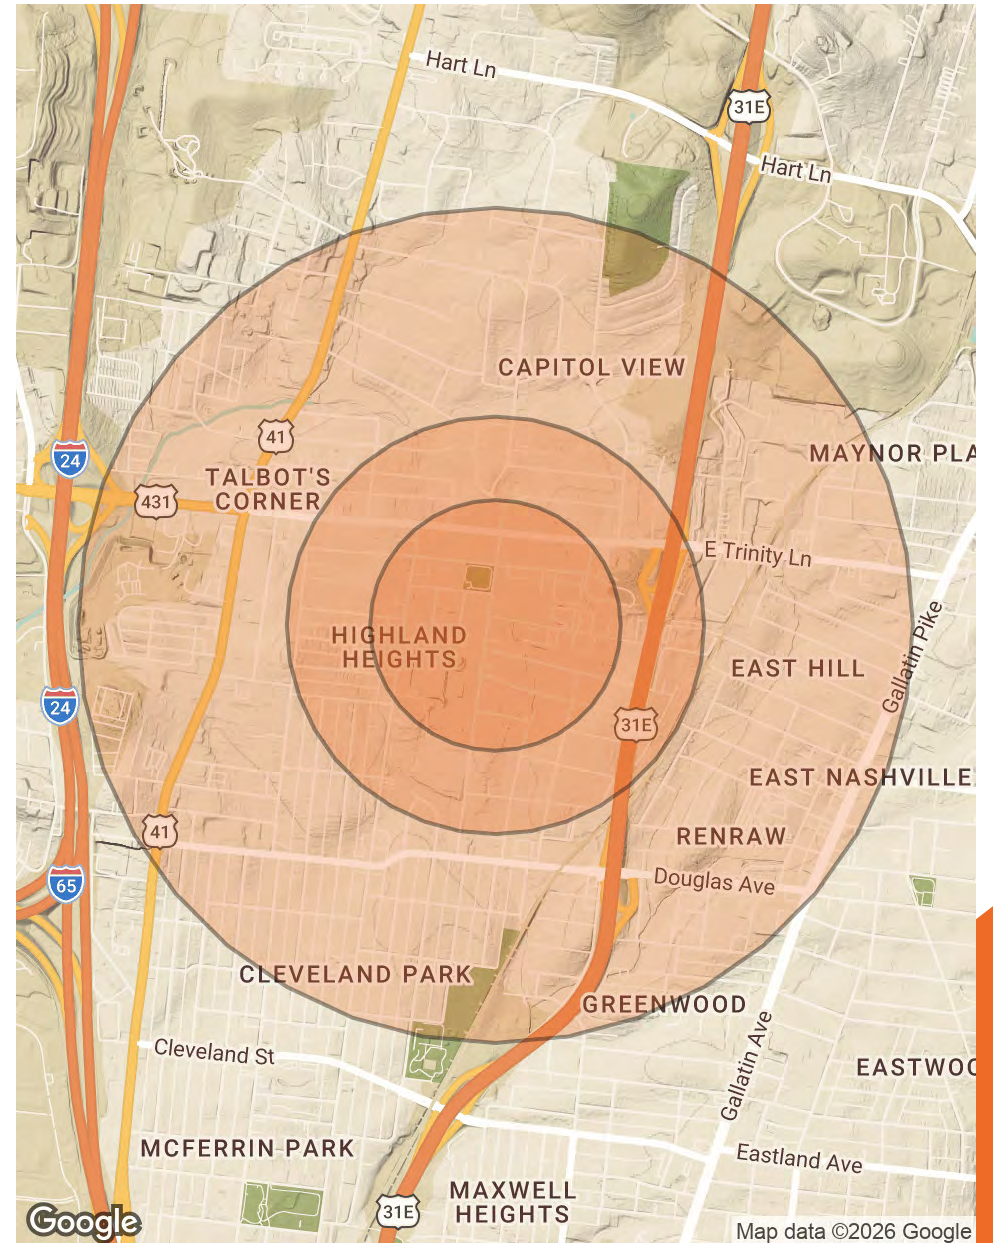 Hart Ln
31E
Hart Ln
CAPITOL VIEW
41
24
MAYNOR PLA
TALBOT'S
CORNER
431
E Trinity Ln
Gallatin Pike
HIGHLAND
HEIGHTS
EAST HILL
24
31E
EAST NASHVILLE
41
RENRAW
65
Douglas Ave
CLEVELAND PARK
GREENWOOD
Cleveland St
Gallatin Ave
EASTWOO
MCFERRIN PARK
Eastland Ave
MAXWELL
HEIGHTS
31E
Google
Map data ©2026 Google